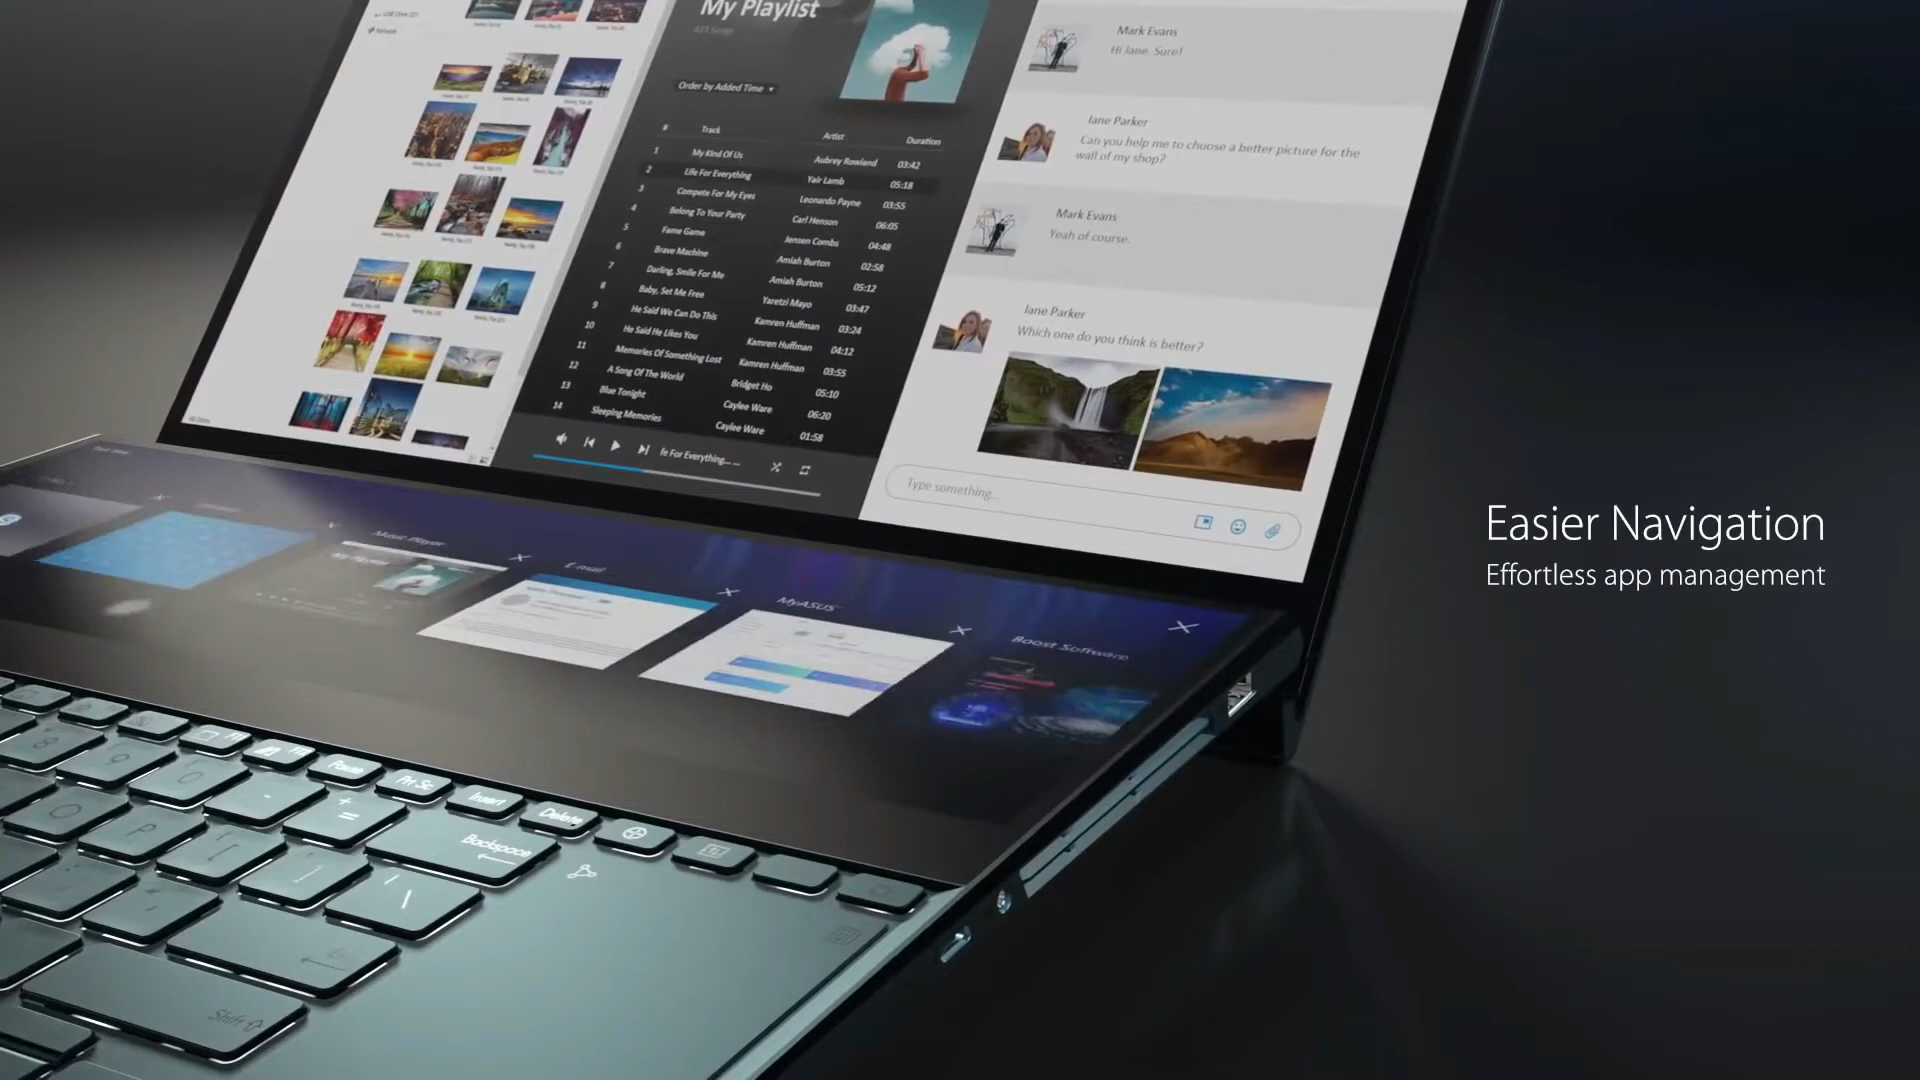 My Playlist
Order by Added Time
# Track Artist Duration
1 My Kind Of Us Aubrey Rowland 03:42
2 Life For Everything Yair Lamb 05:18
3 Compete For My Eyes Leonardo Payne 03:55
4 Belong To Your Party Carl Henson 06:05
5 Fame Game Jensen Combs 04:48
6 Brave Machine Amiah Burton 02:58
7 Darling, Smile For Me Amiah Burton 05:12
8 Baby, Set Me Free Yaretzi Mayo 03:47
9 He Said We Can Do This Kamren Huffman 03:24
10 He Said He Likes You Kamren Huffman 04:12
11 Memories Of Something Lost Kamren Huffman 03:55
12 A Song Of The World Bridget Ho 05:10
13 Blue Tonight Caylee Ware 06:20
14 Sleeping Memories Caylee Ware 01:58
fe For Everything... ...
Mark Evans
Hi Jane. Sure!
Jane Parker
Can you help me to choose a better picture for the
wall of my shop?
Mark Evans
Yeah of course.
Jane Parker
Which one do you think is better?
Type something...
Music Player
E-mail
MyASUS
Boost Software
Easier Navigation
Effortless app management
Pause
Prt Sc
Insert
Delete
8 9 0 - + =
Backspace
O P [ ] \
Shift